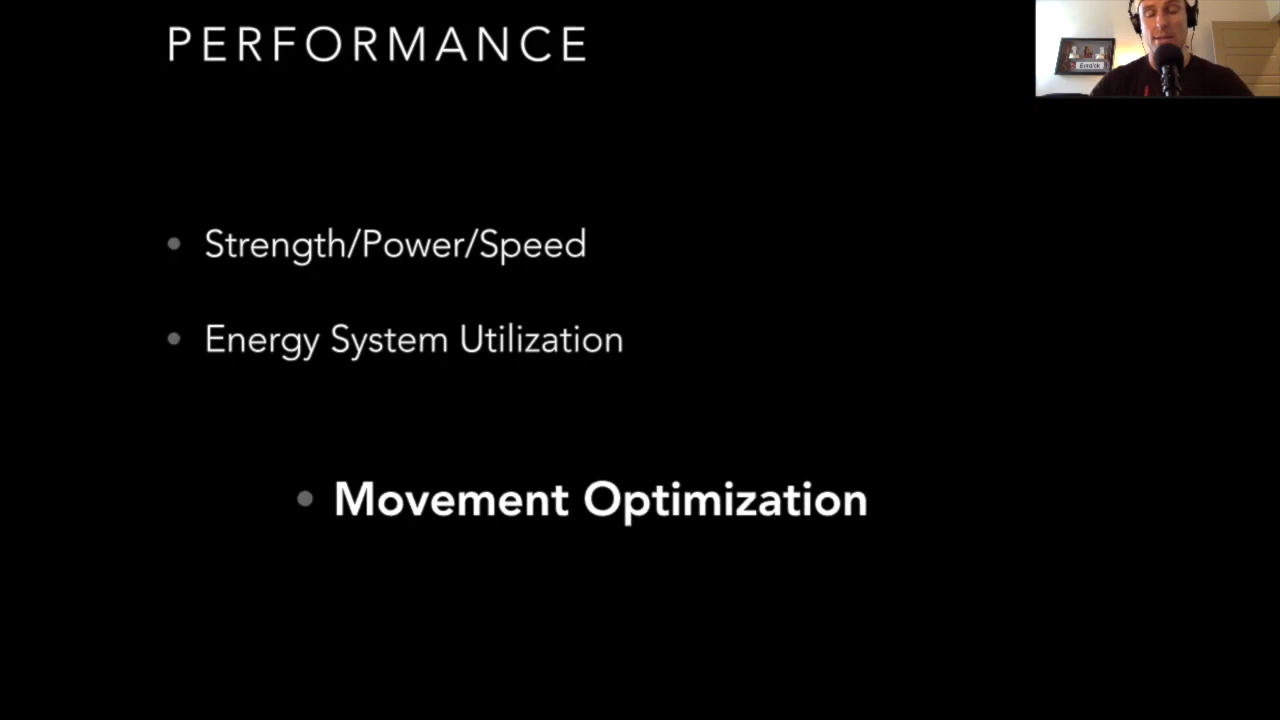 PERFORMANCE
Strength/Power/Speed
Energy System Utilization
Movement Optimization